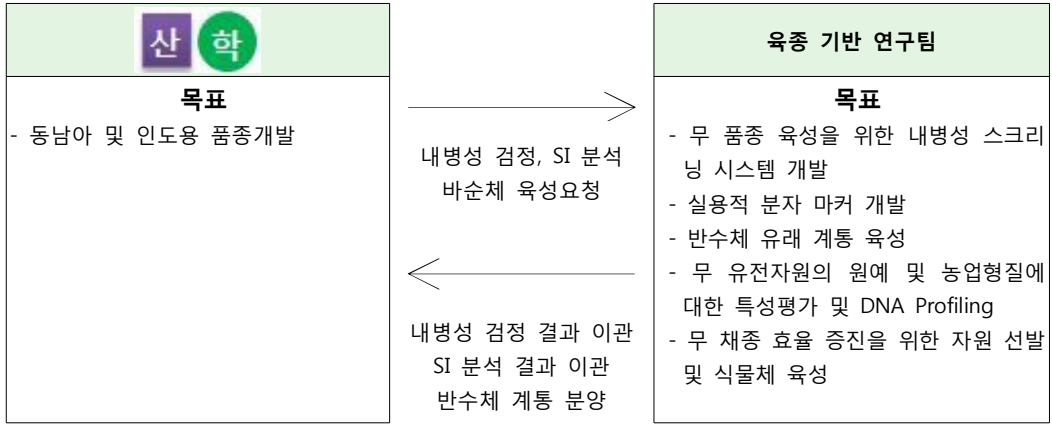 산 학
목표
- 동남아 및 인도용 품종개발
내병성 검정, SI 분석
바순체 육성요청
내병성 검정 결과 이관
SI 분석 결과 이관
반수체 계통 분양
육종 기반 연구팀
목표
- 무 품종 육성을 위한 내병성 스크리
닝 시스템 개발
- 실용적 분자 마커 개발
- 반수체 유래 계통 육성
- 무 유전자원의 원예 및 농업형질에
대한 특성평가 및 DNA Profiling
- 무 채종 효율 증진을 위한 자원 선발
및 식물체 육성